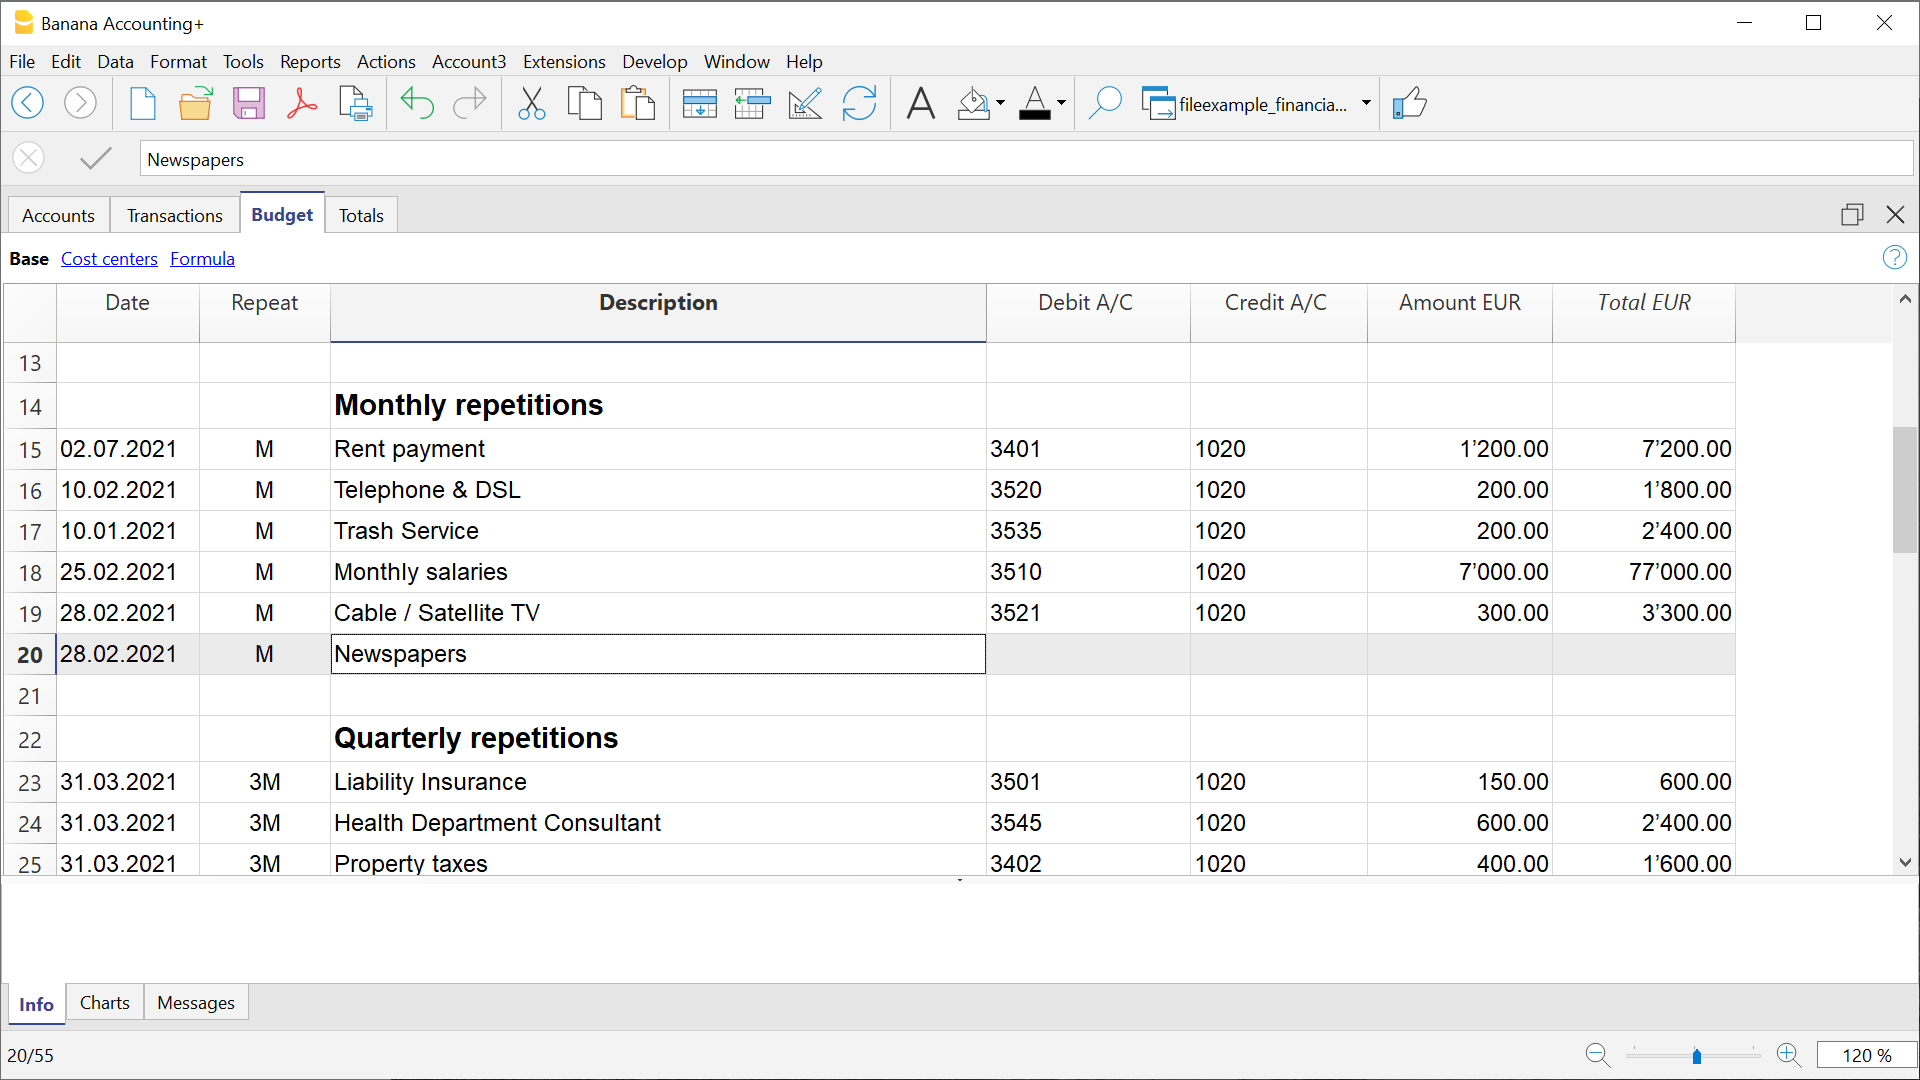 Banana Accounting+
File Edit Data Format Tools Reports Actions Account3 Extensions Develop Window Help
fileexample_financia...
Newspapers
Accounts Transactions Budget Totals
Base Cost centers Formula
Date Repeat Description Debit A/C Credit A/C Amount EUR Total EUR
13
14 Monthly repetitions
15 02.07.2021 M Rent payment 3401 1020 1’200.00 7’200.00
16 10.02.2021 M Telephone & DSL 3520 1020 200.00 1’800.00
17 10.01.2021 M Trash Service 3535 1020 200.00 2’400.00
18 25.02.2021 M Monthly salaries 3510 1020 7’000.00 77’000.00
19 28.02.2021 M Cable / Satellite TV 3521 1020 300.00 3’300.00
20 28.02.2021 M Newspapers
21
22 Quarterly repetitions
23 31.03.2021 3M Liability Insurance 3501 1020 150.00 600.00
24 31.03.2021 3M Health Department Consultant 3545 1020 600.00 2’400.00
25 31.03.2021 3M Property taxes 3402 1020 400.00 1’600.00
Info Charts Messages
20/55 120 %